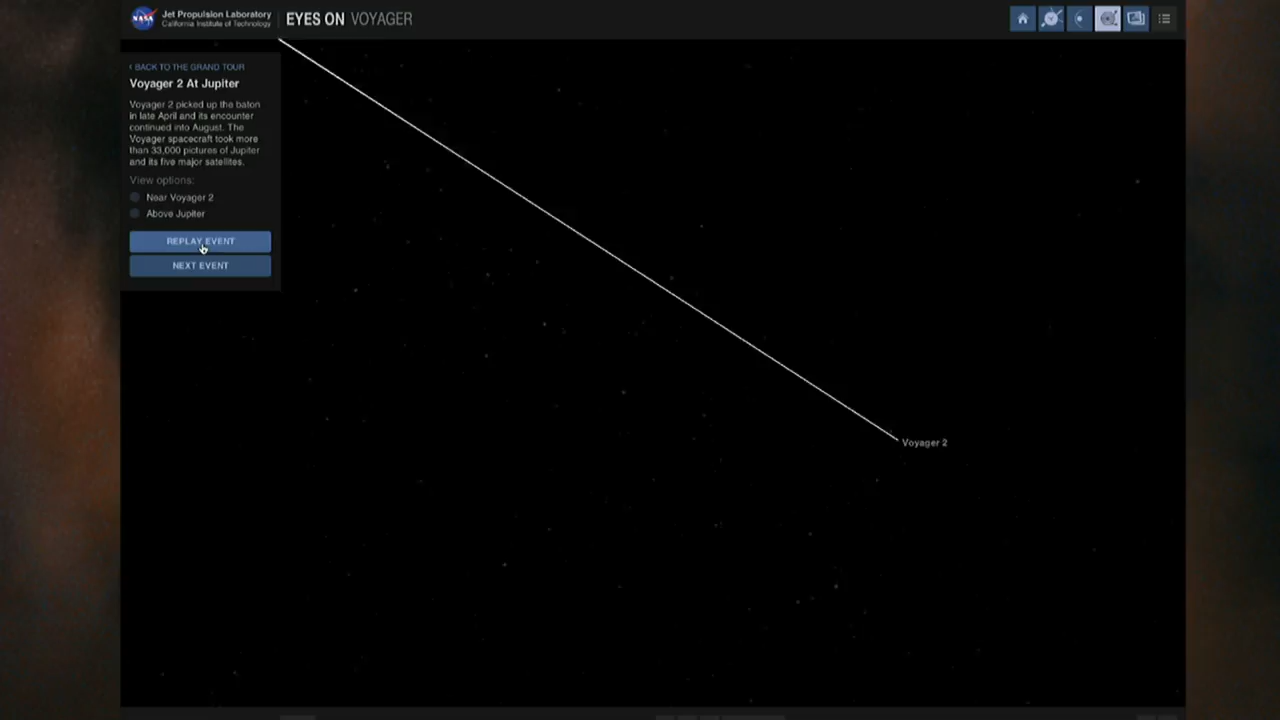 NASA
Jet Propulsion Laboratory
California Institute of Technology
EYES ON VOYAGER
‹ BACK TO THE GRAND TOUR
Voyager 2 At Jupiter
Voyager 2 picked up the baton
in late April and its encounter
continued into August. The
Voyager spacecraft took more
than 33,000 pictures of Jupiter
and its five major satellites.
View options:
Near Voyager 2
Above Jupiter
REPLAY EVENT
NEXT EVENT
Voyager 2